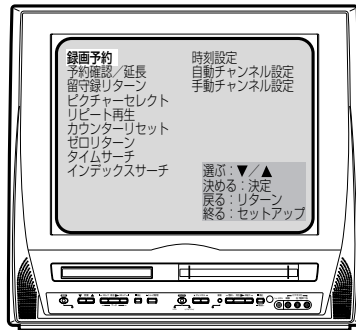 録画予約
予約確認／延長
留守録リターン
ピクチャーセレクト
リピート再生
カウンターリセット
ゼロリターン
タイムサーチ
インデックスサーチ
時刻設定
自動チャンネル設定
手動チャンネル設定
選ぶ：▼／▲
決める：決定
戻る：リターン
終る：セットアップ